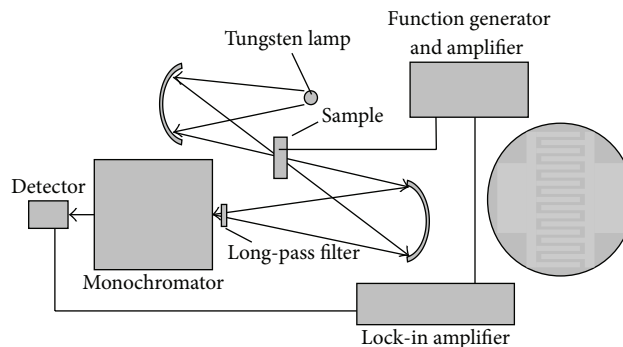 Function generator
and amplifier
Tungsten lamp
Sample
Detector
Long-pass filter
Monochromator
Lock-in amplifier